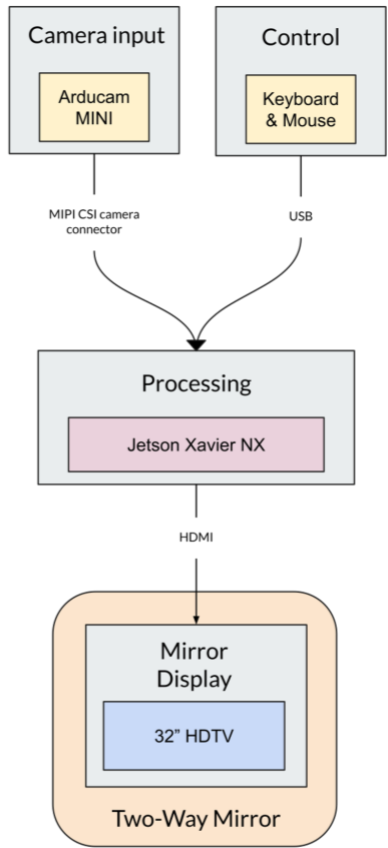 Camera input
Arducam
MINI
Control
Keyboard
& Mouse
MIPI CSI camera
connector
USB
Processing
Jetson Xavier NX
HDMI
Mirror
Display
32” HDTV
Two-Way Mirror